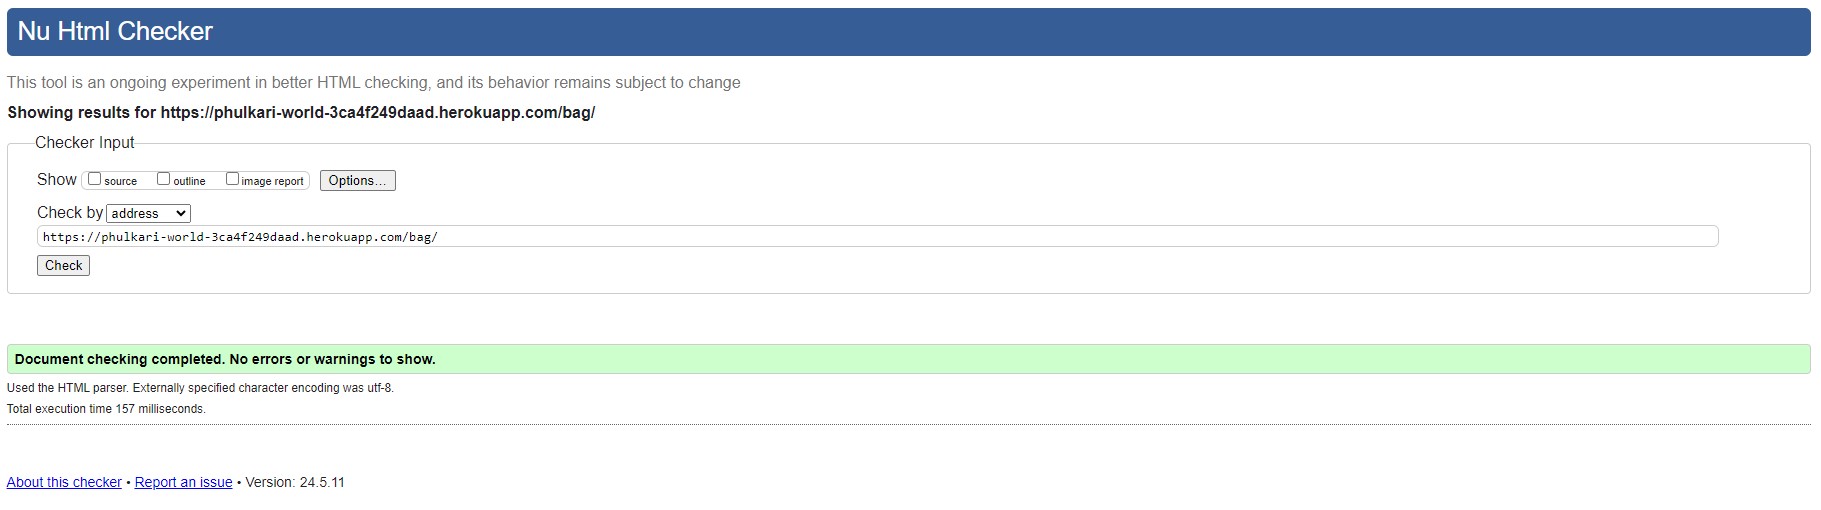 Nu Html Checker
This tool is an ongoing experiment in better HTML checking, and its behavior remains subject to change
Showing results for https://phulkari-world-3ca4f249daad.herokuapp.com/bag/
Checker Input
Show source outline image report Options...
Check by address
https://phulkari-world-3ca4f249daad.herokuapp.com/bag/
Check
Document checking completed. No errors or warnings to show.
Used the HTML parser. Externally specified character encoding was utf-8.
Total execution time 157 milliseconds.
About this checker • Report an issue • Version: 24.5.11